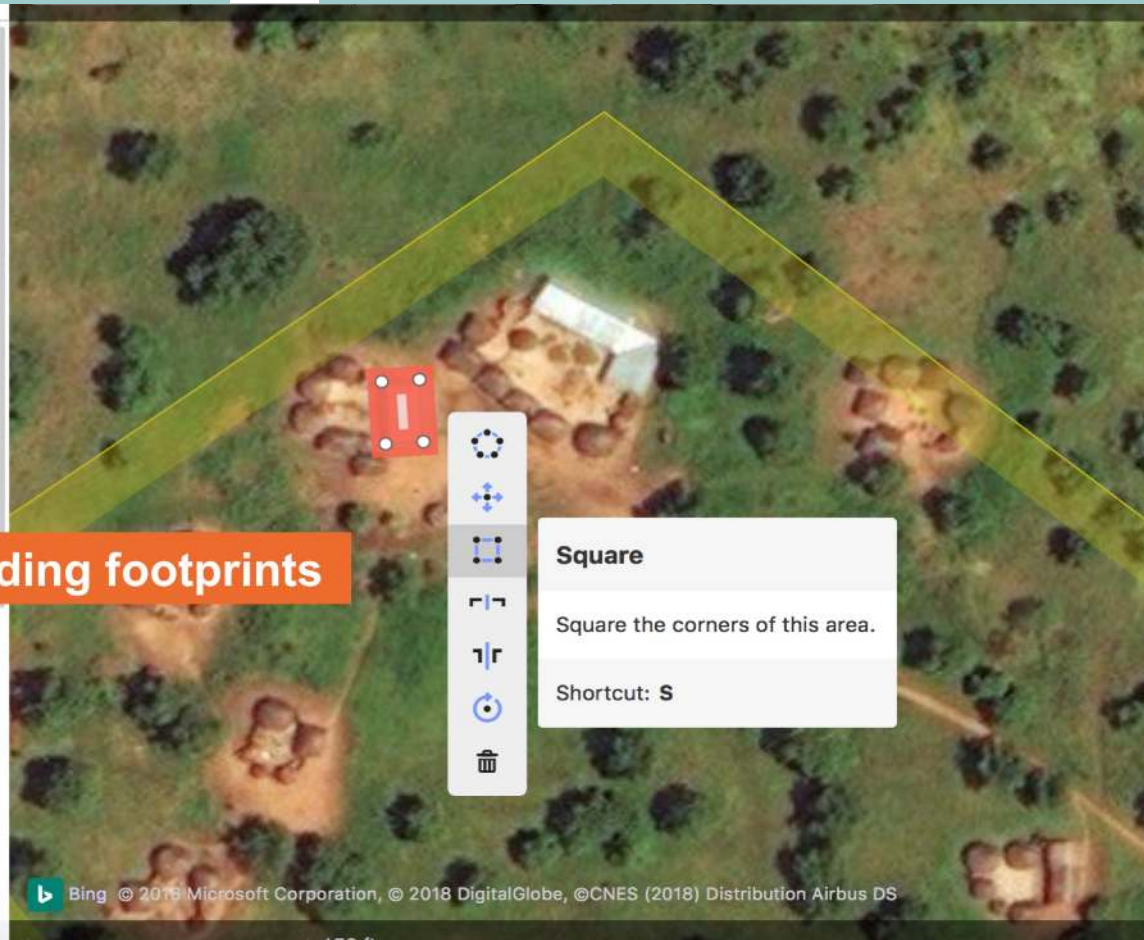 ding footprints
Square
Square the corners of this area.
Shortcut: S
Bing © 2018 Microsoft Corporation, © 2018 DigitalGlobe, ©CNES (2018) Distribution Airbus DS